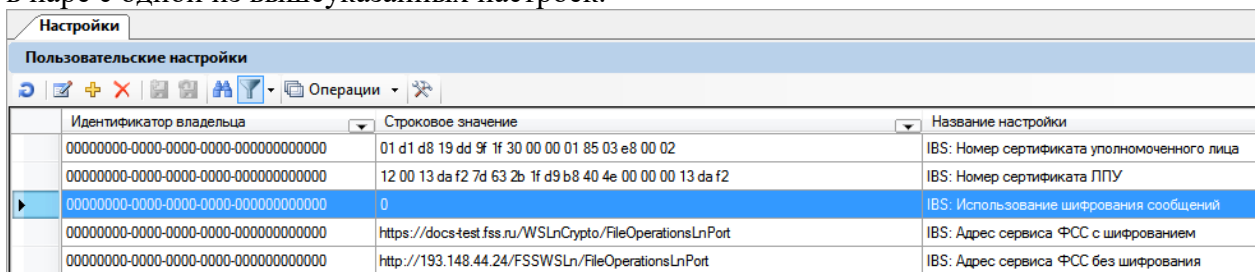 в паре с одной из вышеуказанных настроек.
Настройки
Пользовательские настройки
Операции
Идентификатор владельца Строковое значение Название настройки
00000000-0000-0000-0000-000000000000 01 d1 d8 19 dd 9f 1f 30 00 00 01 85 03 e8 00 02 IBS: Номер сертификата уполномоченного лица
00000000-0000-0000-0000-000000000000 12 00 13 da f2 7d 63 2b 1f d9 b8 40 4e 00 00 00 13 da f2 IBS: Номер сертификата ЛПУ
00000000-0000-0000-0000-000000000000 0 IBS: Использование шифрования сообщений
00000000-0000-0000-0000-000000000000 https://docs-test.fss.ru/WSLnCrypto/FileOperationsLnPort IBS: Адрес сервиса ФСС с шифрованием
00000000-0000-0000-0000-000000000000 http://193.148.44.24/FSSWSLn/FileOperationsLnPort IBS: Адрес сервиса ФСС без шифрования